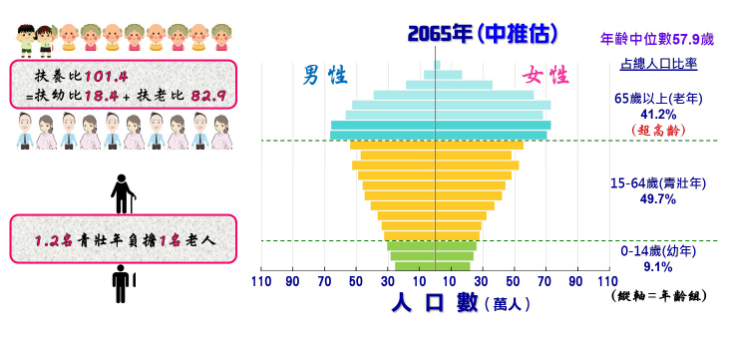 2065年(中推估)
扶養比101.4
=扶幼比18.4+ 扶老比 82.9
1.2名青壯年負擔1名老人
男性
女性
年齡中位數57.9歲
占總人口比率
65歲以上(老年)
41.2%
(超高齡)
15-64歲(青壯年)
49.7%
0-14歲(幼年)
9.1%
110 90 70 50 30 10 10 30 50 70 90 110
人口數(萬人)
(縱軸=年齡組)